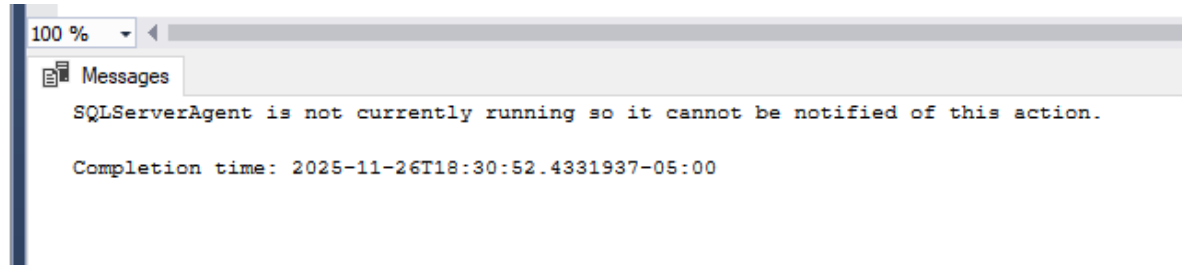 100 %
Messages
SQLServerAgent is not currently running so it cannot be notified of this action.
Completion time: 2025-11-26T18:30:52.4331937-05:00